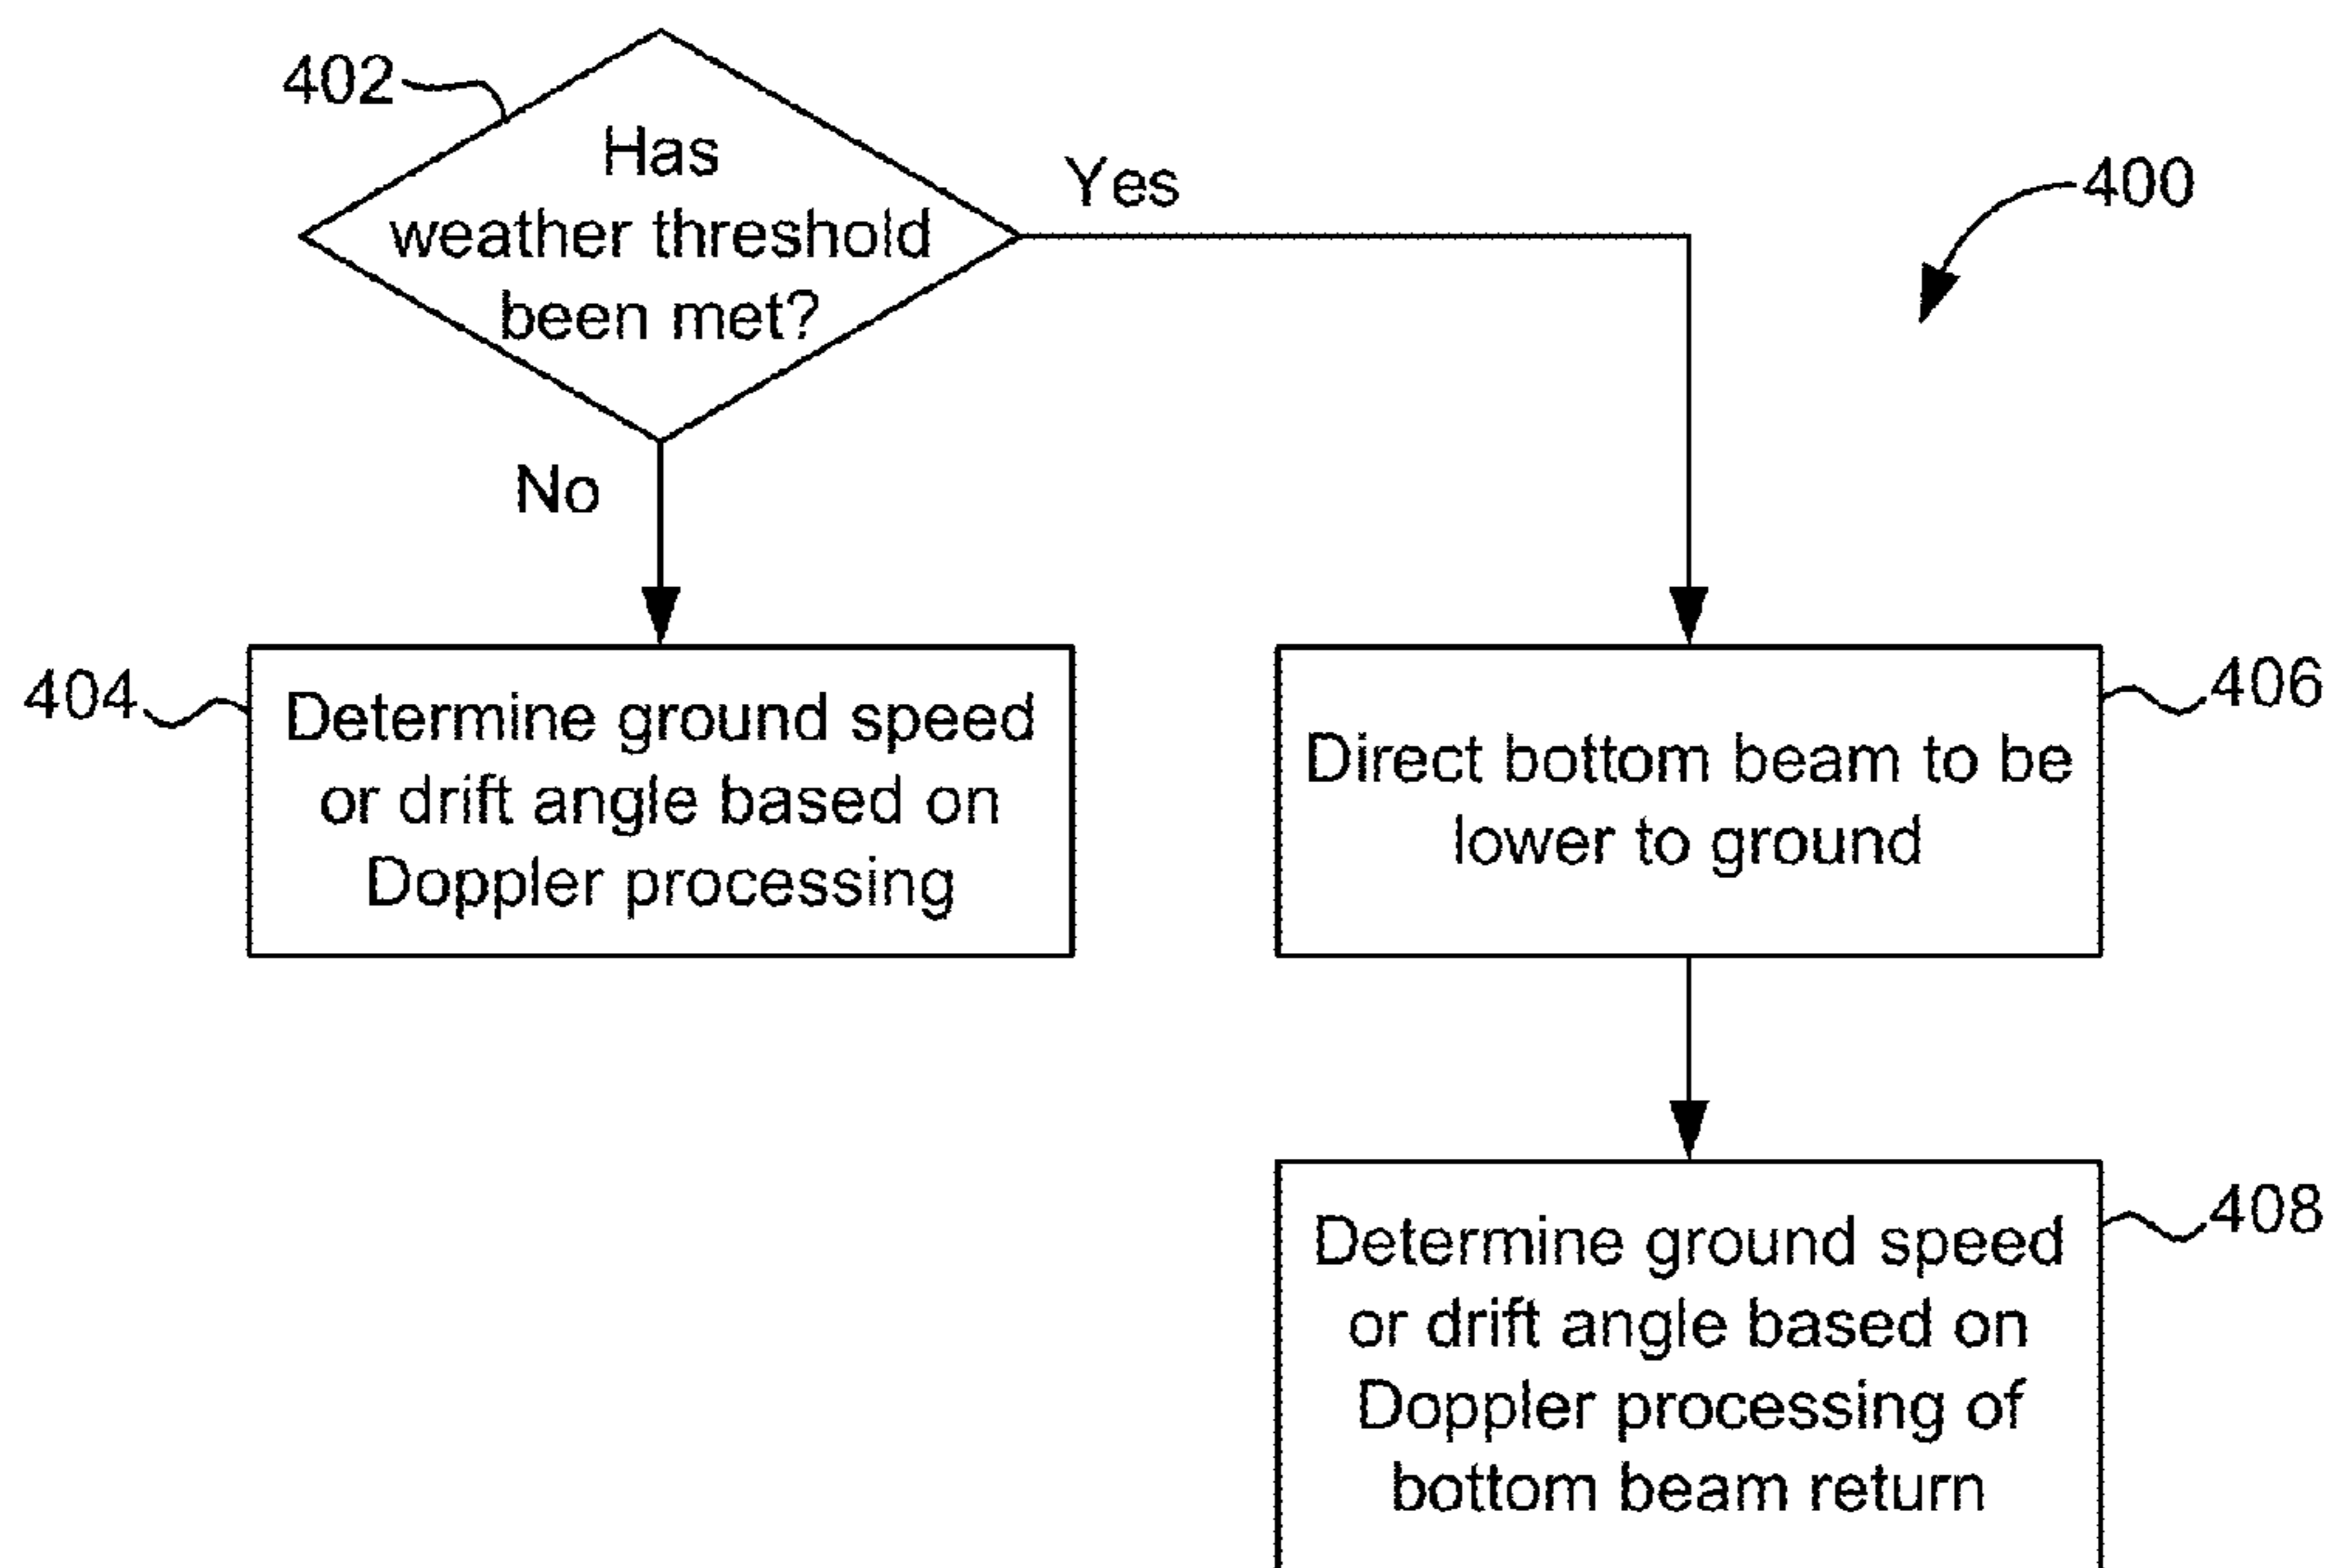 402
Has
weather threshold
been met?
Yes
400
No
404
Determine ground speed
or drift angle based on
Doppler processing
406
Direct bottom beam to be
lower to ground
408
Determine ground speed
or drift angle based on
Doppler processing of
bottom beam return